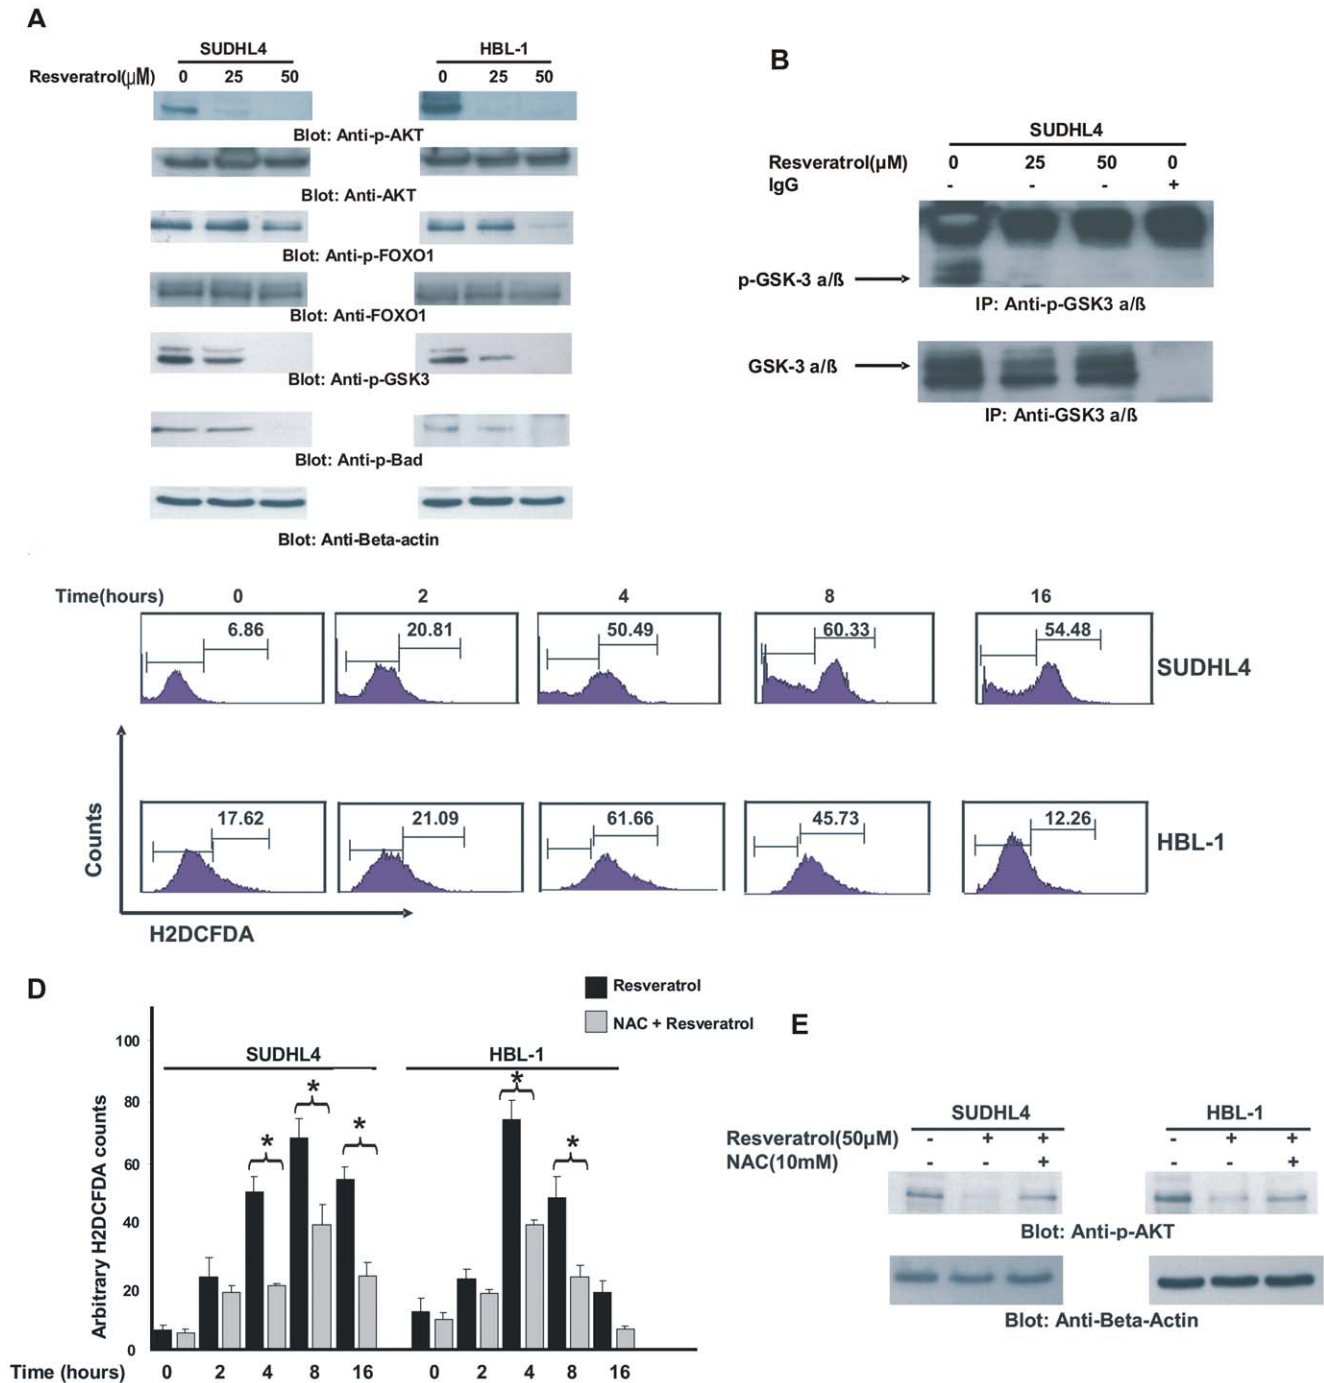 A
SUDHL4 HBL-1
Resveratrol(µM) 0 25 50 0 25 50
Blot: Anti-p-AKT
Blot: Anti-AKT
Blot: Anti-p-FOXO1
Blot: Anti-FOXO1
Blot: Anti-p-GSK3
Blot: Anti-p-Bad
Blot: Anti-Beta-actin
B
SUDHL4
Resveratrol(µM) 0 25 50 0
IgG - - - +
p-GSK-3 a/ß
IP: Anti-p-GSK3 a/ß
GSK-3 a/ß
IP: Anti-GSK3 a/ß
Time(hours) 0 2 4 8 16
6.86 20.81 50.49 60.33 54.48
SUDHL4
17.62 21.09 61.66 45.73 12.26
HBL-1
Counts
H2DCFDA
D
Resveratrol
NAC + Resveratrol
SUDHL4 HBL-1
Arbitrary H2DCFDA counts
100
80
60
40
20
0
* * * * *
Time (hours) 0 2 4 8 16 0 2 4 8 16
E
SUDHL4 HBL-1
Resveratrol(50µM) - + + - + +
NAC(10mM) - - + - - +
Blot: Anti-p-AKT
Blot: Anti-Beta-Actin